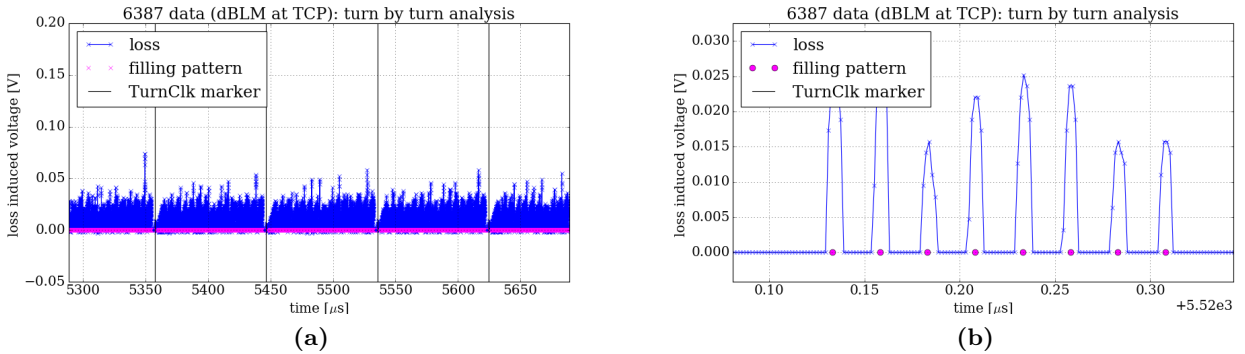 6387 data (dBLM at TCP): turn by turn analysis
loss induced voltage [V]
0.20
0.15
0.10
0.05
0.00
−0.05
loss
filling pattern
TurnClk marker
5300 5350 5400 5450 5500 5550 5600 5650
time [μs]
(a)
6387 data (dBLM at TCP): turn by turn analysis
loss induced voltage [V]
0.030
0.025
0.020
0.015
0.010
0.005
0.000
loss
filling pattern
TurnClk marker
0.10 0.15 0.20 0.25 0.30
+5.52e3
time [μs]
(b)